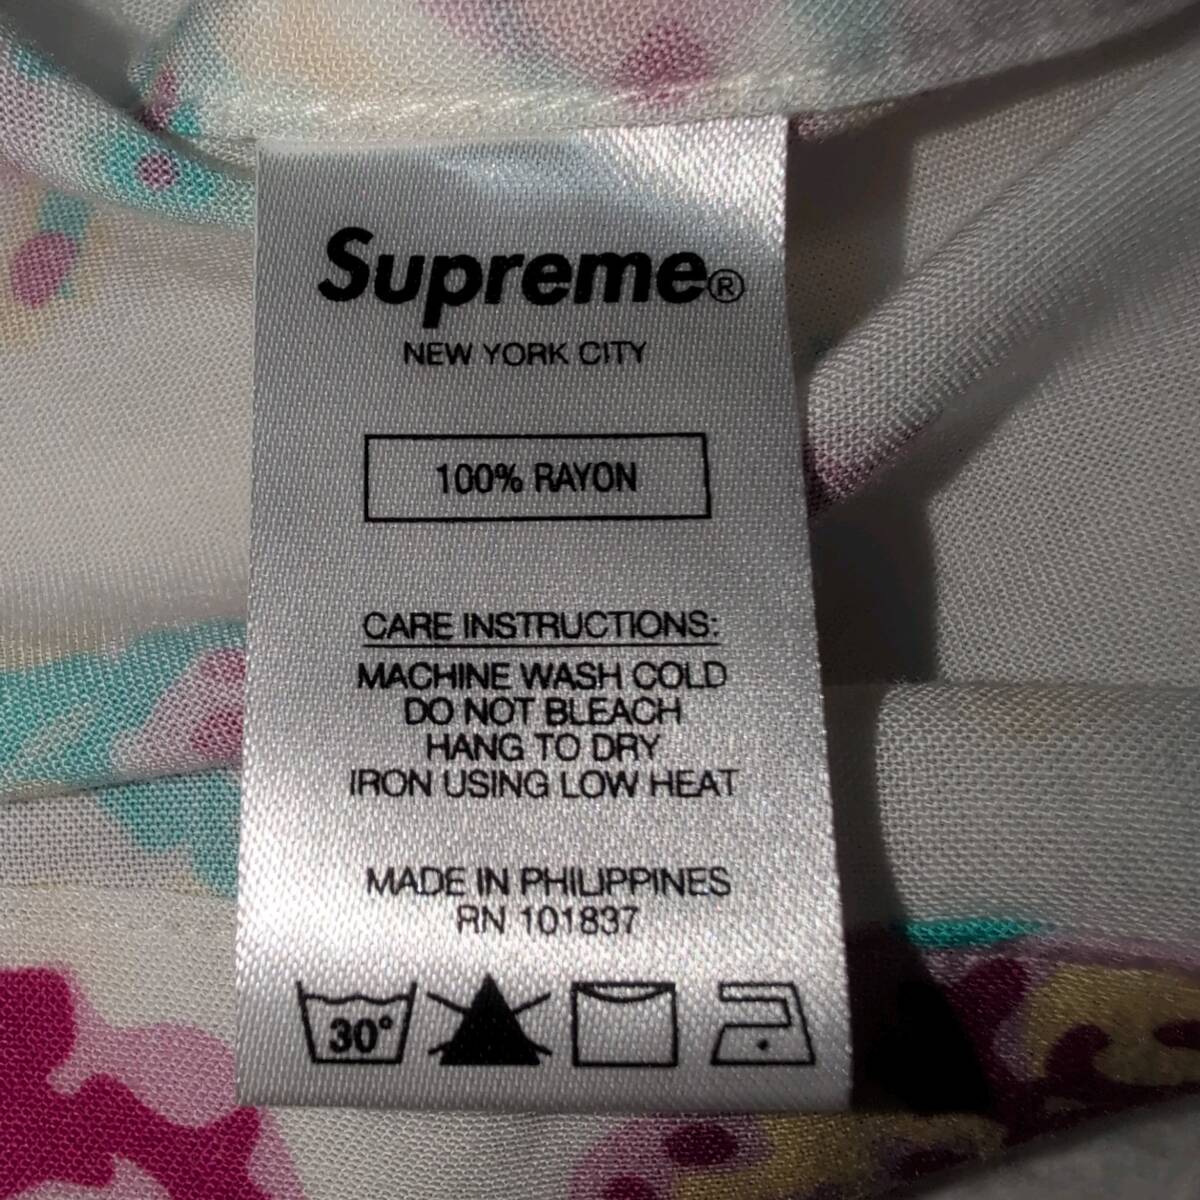 Supreme®
NEW YORK CITY
100% RAYON
CARE INSTRUCTIONS:
MACHINE WASH COLD
DO NOT BLEACH
HANG TO DRY
IRON USING LOW HEAT
MADE IN PHILIPPINES
RN 101837
30°